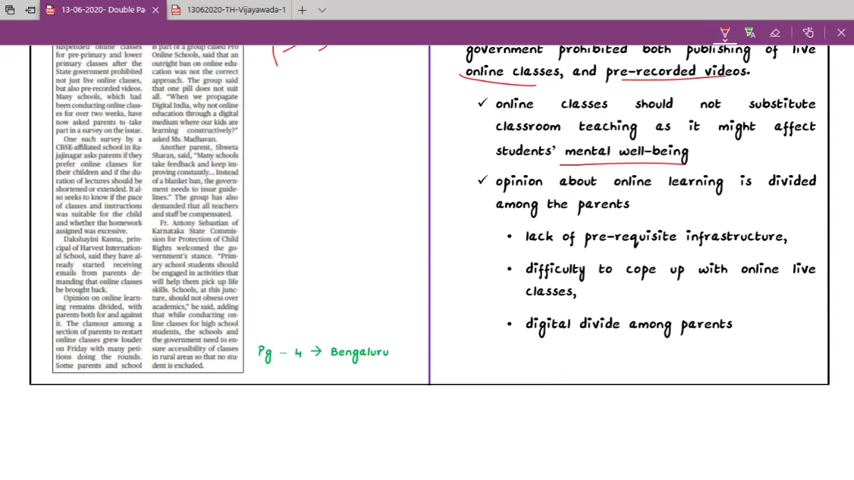 13-06-2020- Double Pa
13062020-TH-Vijayawada-1
suspended online classes
for pre-primary and lower
primary classes after the
State government prohibited
not just live online classes,
but also pre-recorded videos.
Many schools, which had
been conducting online classes
for over two weeks, have
now asked parents to take
part in a survey on the issue.
One such survey by a
CBSE-affiliated school in Ra-
jajinagar asks parents if they
prefer online classes for
their children and if the du-
ration of lectures should be
shortened or extended. It al-
so seeks to know if the pace
of classes and instructions
was suitable for the child
and whether the homework
assigned was excessive.
Dakshayini Kanna, princi-
pal of Harvest Internation-
al School, said they have al-
ready started receiving
emails from parents de-
manding that online classes
be brought back.
Opinion on online learn-
ing remains divided, with
parents both for and against
it. The clamour among a
section of parents to restart
online classes grew louder
on Friday with many peti-
tions doing the rounds.
Some parents and school
is part of a group called Pro
Online Schools, said that an
outright ban on online edu-
cation was not the correct
approach. The group said
that one pill does not suit
all. "When we propagate
Digital India, why not online
education through a digital
medium where our kids are
learning constructively?"
asked Ms. Madhavan.
Another parent, Shweta
Sharan, said, "Many schools
take feedback and keep im-
proving constantly... Instead
of a blanket ban, the govern-
ment needs to issue guide-
lines." The group has also
demanded that all teachers
and staff be compensated.
Fr. Antony Sebastian of
Karnataka State Commis-
sion for Protection of Child
Rights welcomed the go-
vernment's stance. "Prim-
ary school students should
be engaged in activities that
will help them pick up life
skills. Schools, at this junc-
ture, should not obsess over
academics," he said, adding
that while conducting on-
line classes for high school
students, the schools and
the government need to en-
sure accessibility of classes
in rural areas so that no stu-
dent is excluded.
Pg - 4 → Bengaluru
government prohibited both publishing of live
online classes, and pre-recorded videos.
✓ online classes should not substitute
classroom teaching as it might affect
students' mental well-being
✓ opinion about online learning is divided
among the parents
• lack of pre-requisite infrastructure,
• difficulty to cope up with online live
classes,
• digital divide among parents